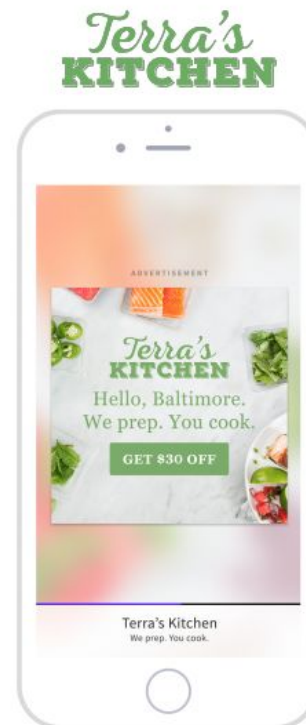 Terra's
KITCHEN
ADVERTISEMENT
Terra's
KITCHEN
Hello, Baltimore.
We prep. You cook.
GET $30 OFF
Terra's Kitchen
We prep. You cook.